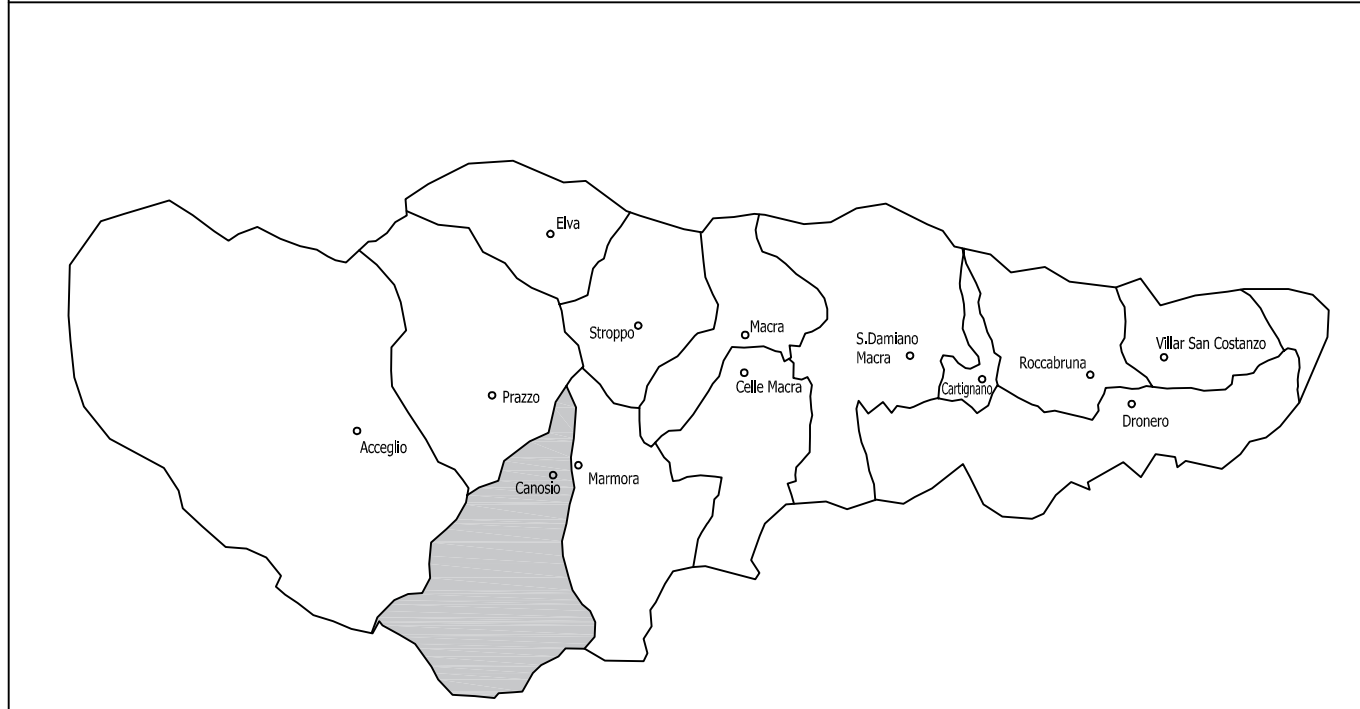 Elva
Stroppo
Macra
S.Damiano
Macra
Villar San Costanzo
Roccabruna
Celle Macra
Cartignano
Prazzo
Dronero
Acceglio
Marmora
Canosio